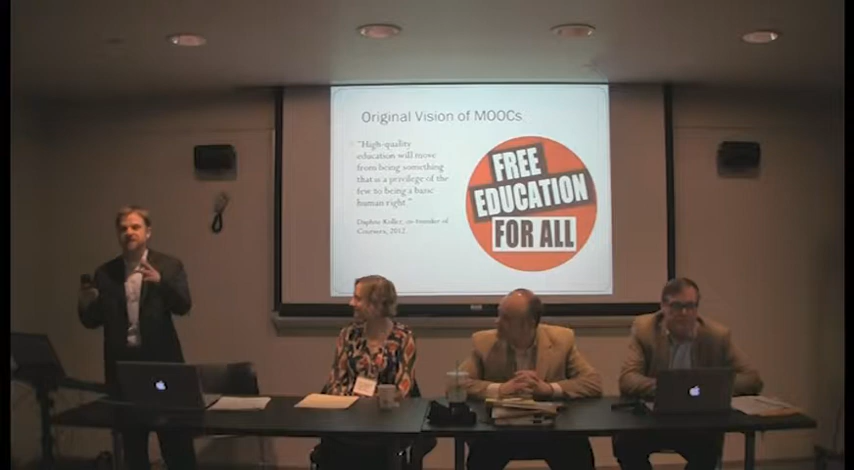 Original Vision of MOOCs
"High-quality
education will move
from being something
that is a privilege of the
few to being a basic
human right."
Daphne Koller, co-founder of
Coursera, 2012
FREE
EDUCATION
FOR ALL